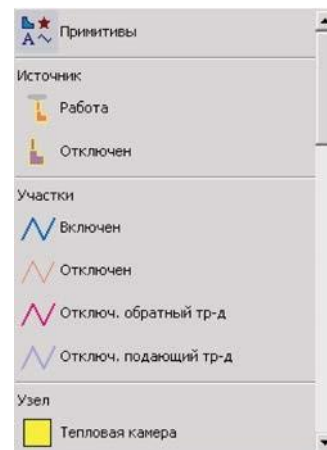 Примитивы
Источник
Работа
Отключен
Участки
Включен
Отключен
Отключ. обратный тр-д
Отключ. подающий тр-д
Узел
Тепловая камера